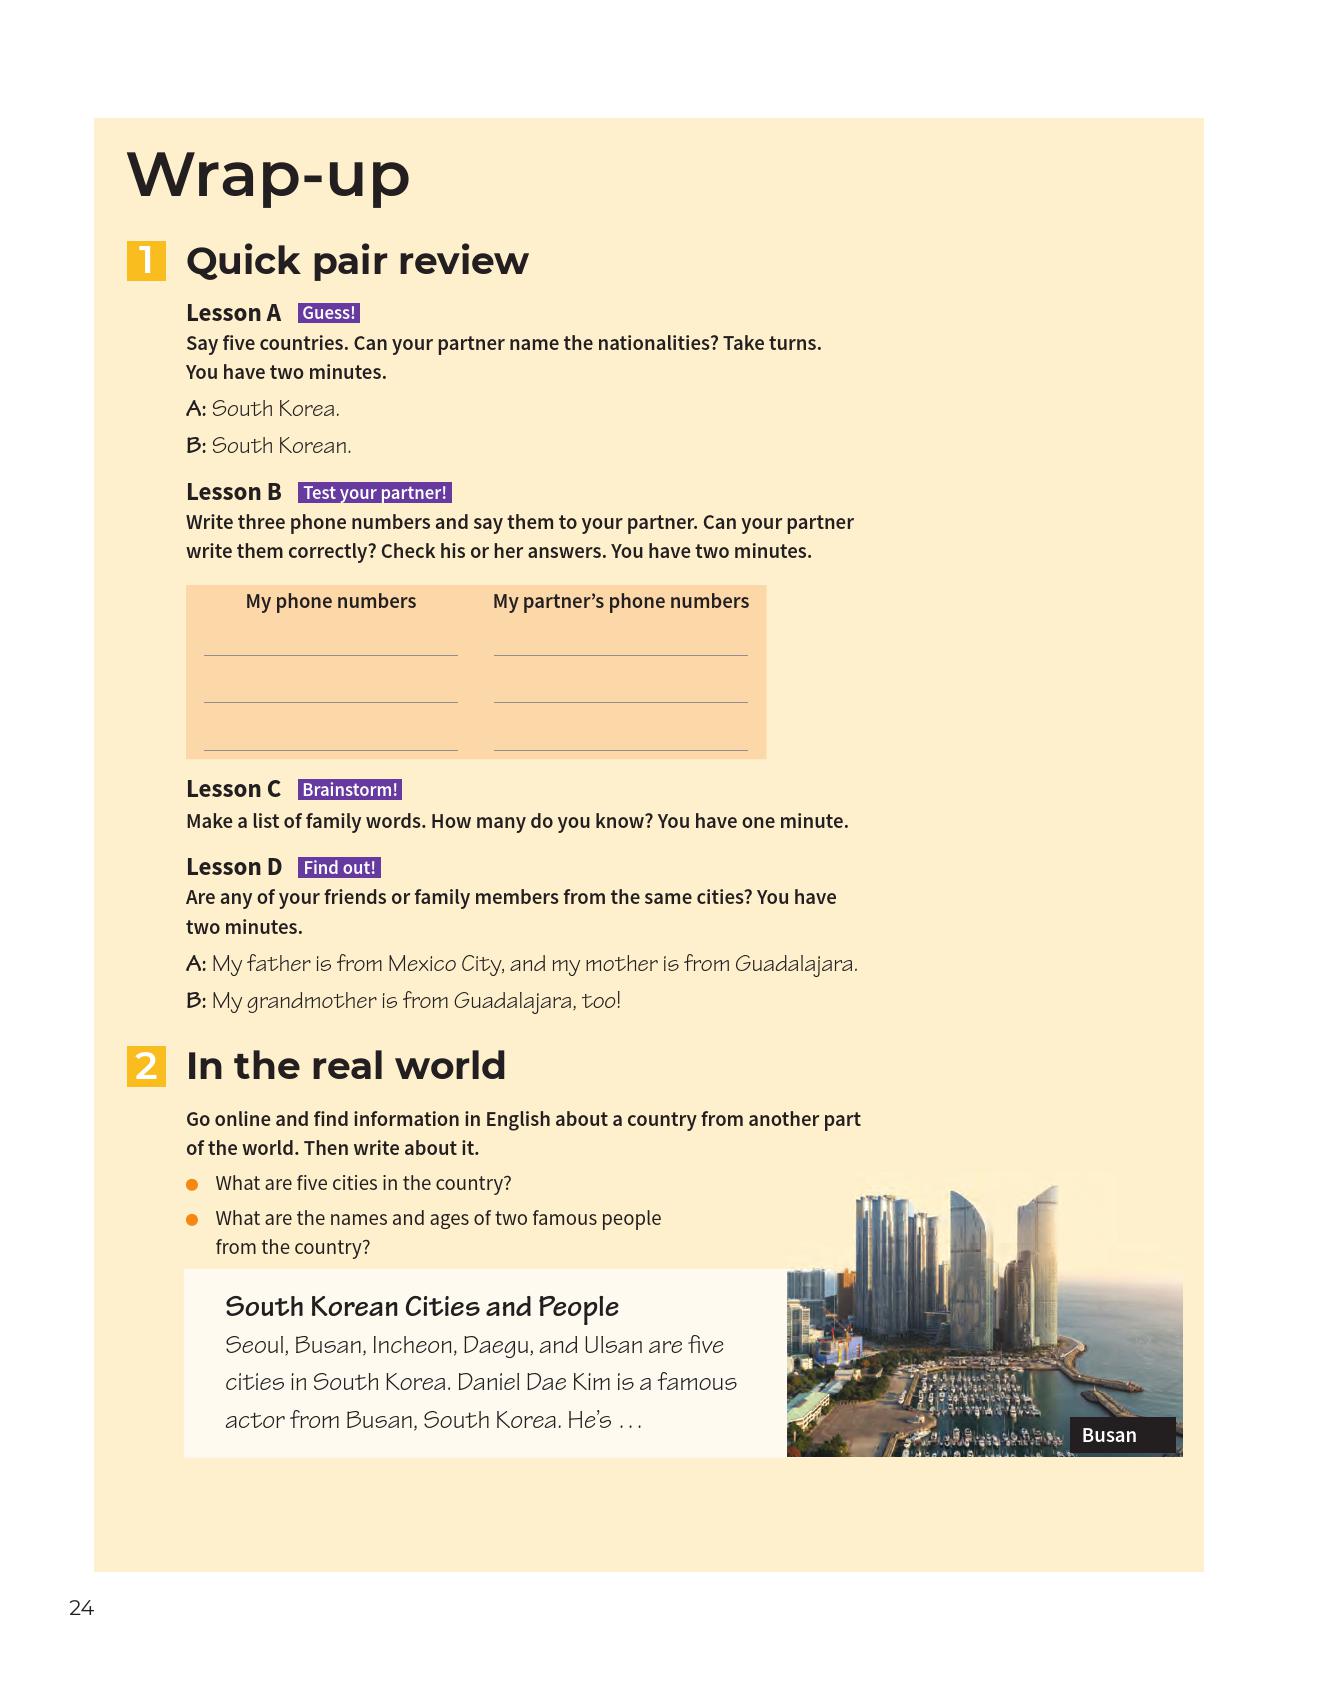 Wrap-up
1 Quick pair review
Lesson A Guess!
Say five countries. Can your partner name the nationalities? Take turns.
You have two minutes.
A: South Korea.
B: South Korean.
Lesson B Test your partner!
Write three phone numbers and say them to your partner. Can your partner
write them correctly? Check his or her answers. You have two minutes.
My phone numbers My partner’s phone numbers
Lesson C Brainstorm!
Make a list of family words. How many do you know? You have one minute.
Lesson D Find out!
Are any of your friends or family members from the same cities? You have
two minutes.
A: My father is from Mexico City, and my mother is from Guadalajara.
B: My grandmother is from Guadalajara, too!
2 In the real world
Go online and find information in English about a country from another part
of the world. Then write about it.
What are five cities in the country?
What are the names and ages of two famous people
from the country?
South Korean Cities and People
Seoul, Busan, Incheon, Daegu, and Ulsan are five
cities in South Korea. Daniel Dae Kim is a famous
actor from Busan, South Korea. He’s . . .
Busan
24